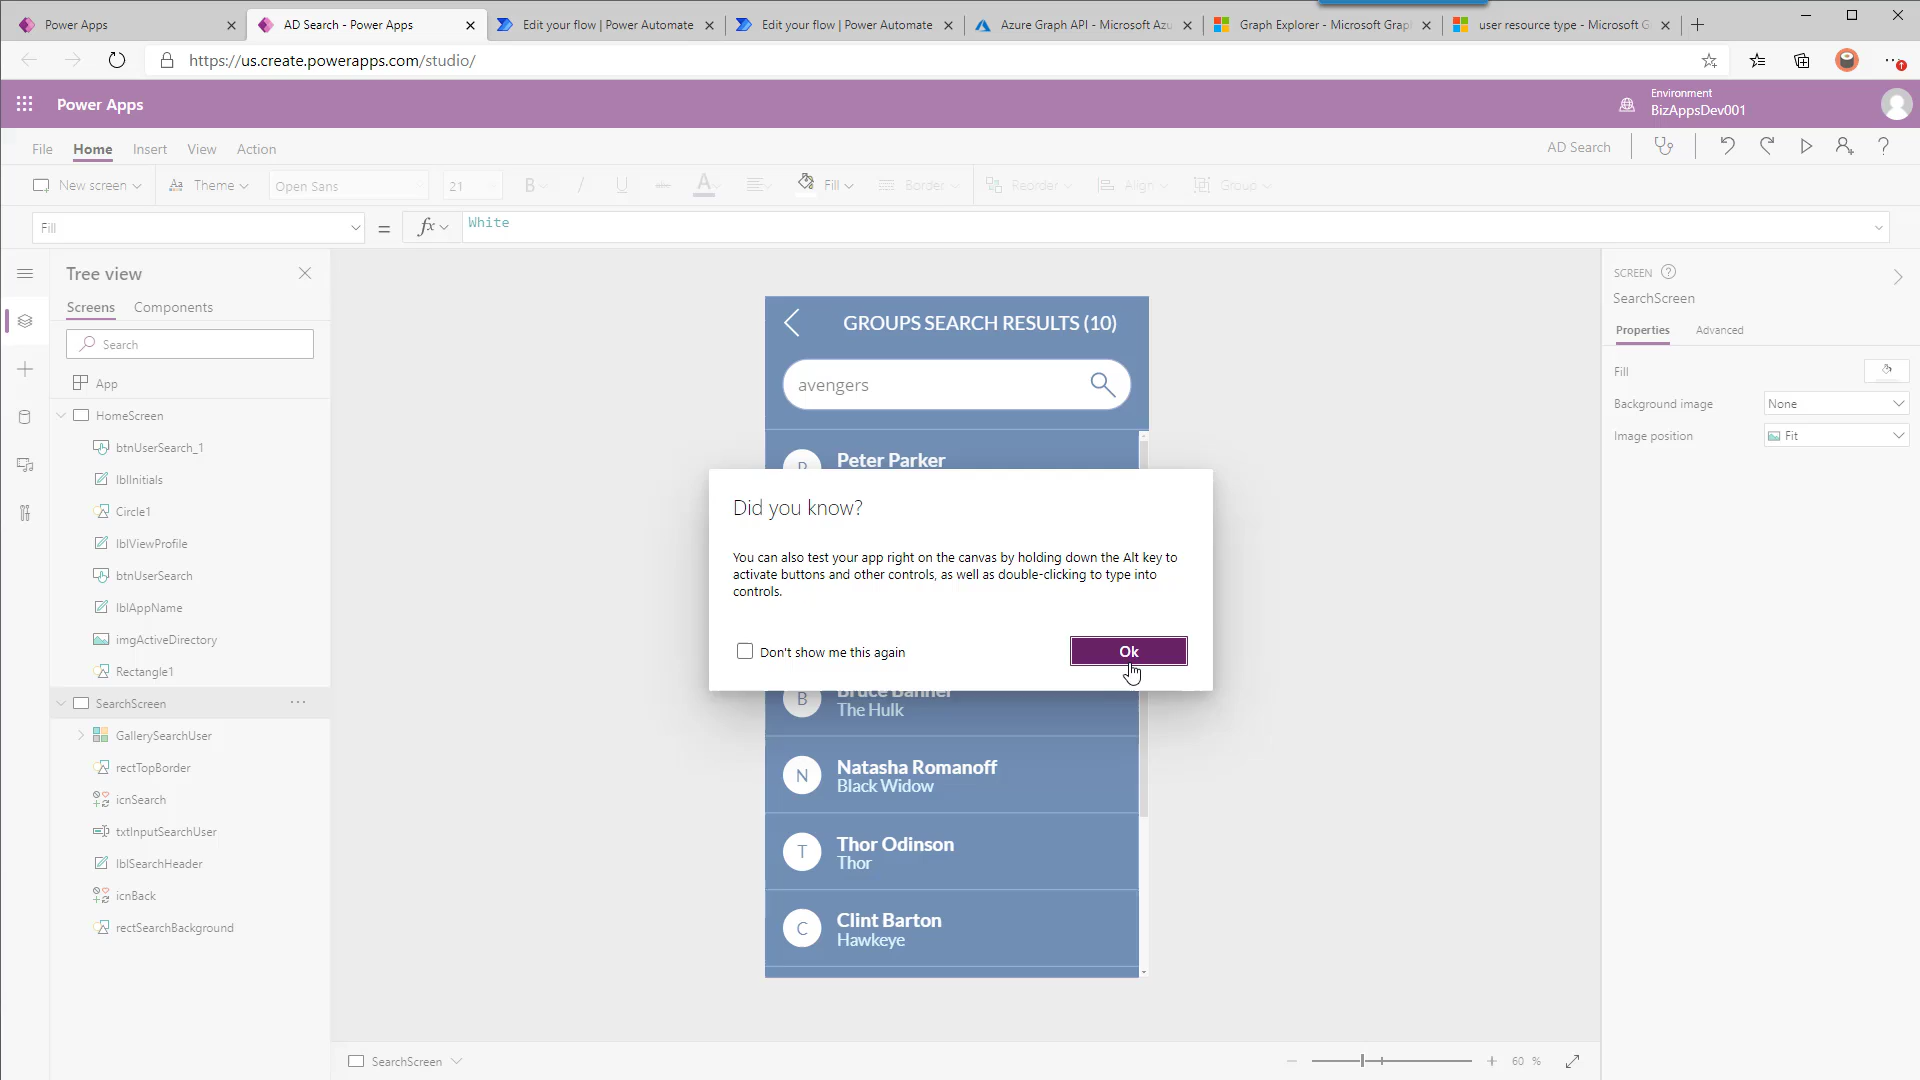 Power Apps
AD Search - Power Apps
Edit your flow | Power Automate
Edit your flow | Power Automate
Azure Graph API - Microsoft Azu
Graph Explorer - Microsoft Graph
user resource type - Microsoft G
https://us.create.powerapps.com/studio/
Power Apps
Environment
BizAppsDev001
File
Home
Insert
View
Action
AD Search
New screen
Theme
Open Sans
21
B
Fill
Border
Reorder
Align
Group
Fill
=
fx
White
Tree view
Screens
Components
Search
App
HomeScreen
btnUserSearch_1
lblInitials
Circle1
lblViewProfile
btnUserSearch
lblAppName
imgActiveDirectory
Rectangle1
SearchScreen
GallerySearchUser
rectTopBorder
icnSearch
txtInputSearchUser
lblSearchHeader
icnBack
rectSearchBackground
GROUPS SEARCH RESULTS (10)
avengers
P
Peter Parker
Did you know?
You can also test your app right on the canvas by holding down the Alt key to
activate buttons and other controls, as well as double-clicking to type into
controls.
Don't show me this again
Ok
B
Bruce Banner
The Hulk
N
Natasha Romanoff
Black Widow
T
Thor Odinson
Thor
C
Clint Barton
Hawkeye
SCREEN
SearchScreen
Properties
Advanced
Fill
Background image
None
Image position
Fit
SearchScreen
60 %